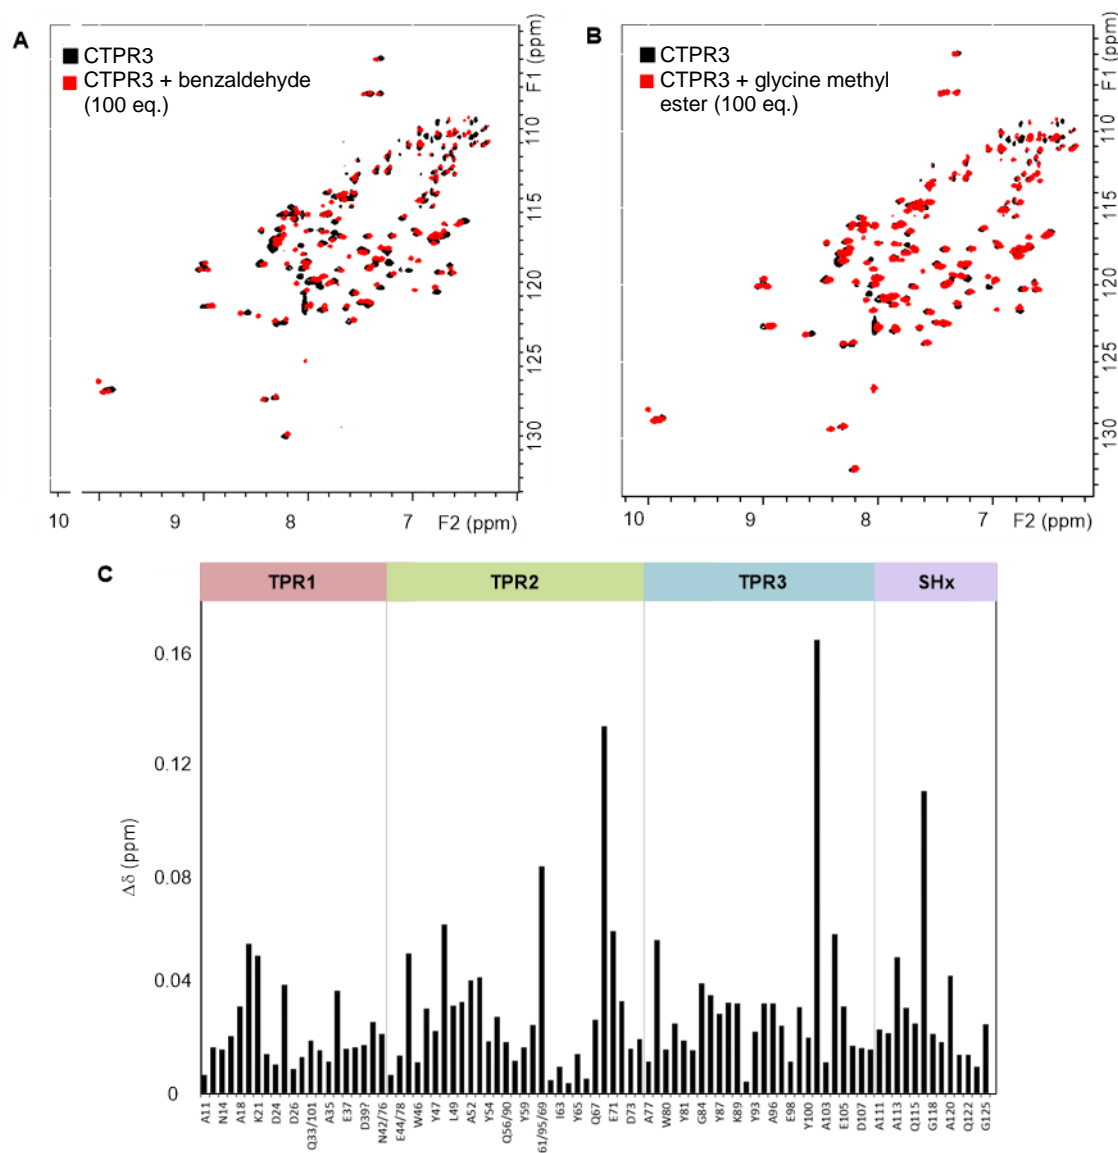 A
CTPR3
CTPR3 + benzaldehyde
(100 eq.)
F1 (ppm)
110
115
120
125
130
10
9
8
7
F2 (ppm)
B
CTPR3
CTPR3 + glycine methyl
ester (100 eq.)
F1 (ppm)
110
115
120
125
130
10
9
8
7
F2 (ppm)
C
TPR1
TPR2
TPR3
SHx
Δδ (ppm)
0.16
0.12
0.08
0.04
0
A11
N14
A18
K21
D24
D26
Q33/101
A35
E37
D39?
N42/76
E44/78
W46
Y47
L49
A52
Y54
Q56/90
Y59
61/95/69
I63
Y65
Q67
E71
D73
A77
W80
Y81
G84
Y87
K89
Y93
A96
E98
Y100
A103
E105
D107
A111
A113
Q115
G118
A120
Q122
G125